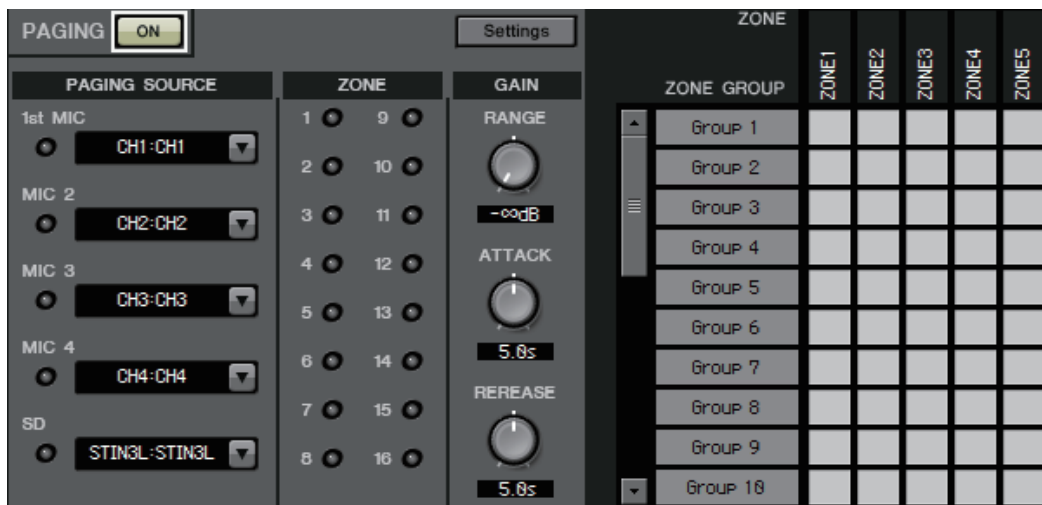 PAGING ON Settings
PAGING SOURCE
1st MIC
CH1:CH1
MIC 2
CH2:CH2
MIC 3
CH3:CH3
MIC 4
CH4:CH4
SD
STIN3L:STIN3L
ZONE
1 9
2 10
3 11
4 12
5 13
6 14
7 15
8 16
GAIN
RANGE
-∞dB
ATTACK
5.0s
REREASE
5.0s
ZONE
ZONE GROUP
ZONE1
ZONE2
ZONE3
ZONE4
ZONE5
Group 1
Group 2
Group 3
Group 4
Group 5
Group 6
Group 7
Group 8
Group 9
Group 10